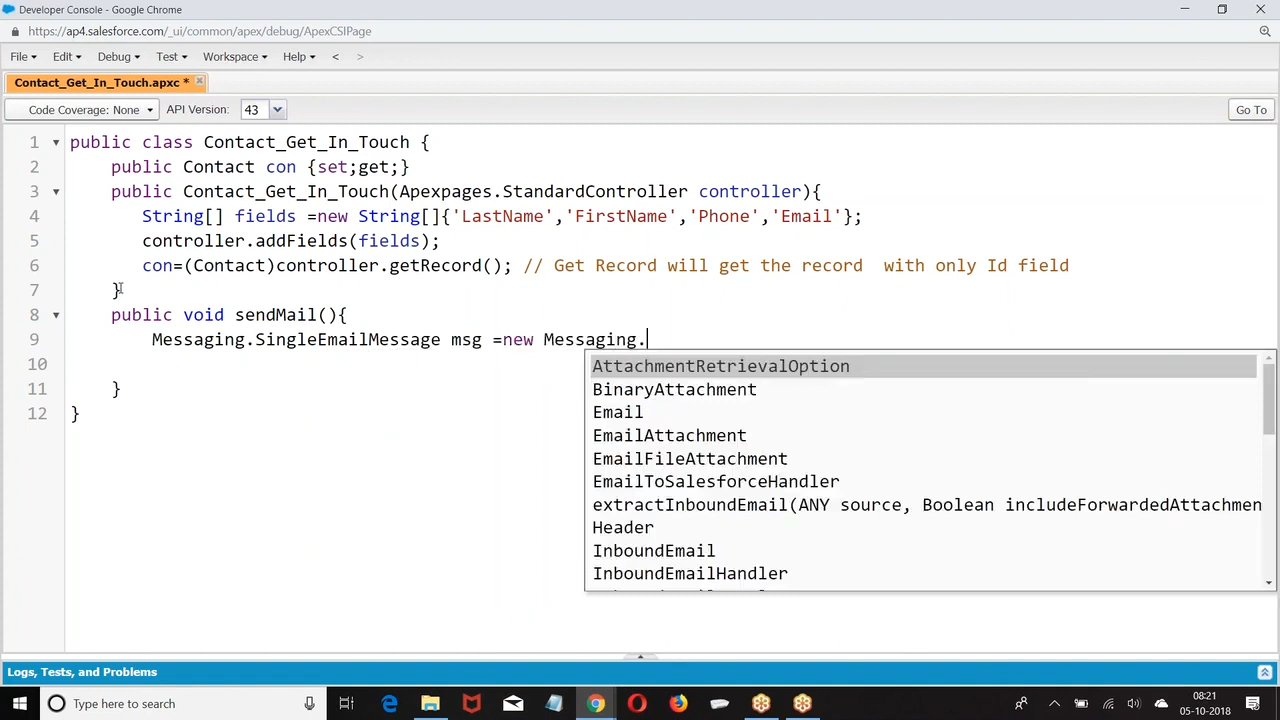 Developer Console - Google Chrome
https://ap4.salesforce.com/_ui/common/apex/debug/ApexCSIPage
File Edit Debug Test Workspace Help < >
Contact_Get_In_Touch.apxc *
Code Coverage: None API Version: 43 Go To
1 public class Contact_Get_In_Touch {
2 public Contact con {set;get;}
3 public Contact_Get_In_Touch(Apexpages.StandardController controller){
4 String[] fields =new String[]{'LastName','FirstName','Phone','Email'};
5 controller.addFields(fields);
6 con=(Contact)controller.getRecord(); // Get Record will get the record with only Id field
7 }
8 public void sendMail(){
9 Messaging.SingleEmailMessage msg =new Messaging.
10
11 }
12 }
AttachmentRetrievalOption
BinaryAttachment
Email
EmailAttachment
EmailFileAttachment
EmailToSalesforceHandler
extractInboundEmail(ANY source, Boolean includeForwardedAttachmen
Header
InboundEmail
InboundEmailHandler
Logs, Tests, and Problems
Type here to search
08:21
05-10-2018